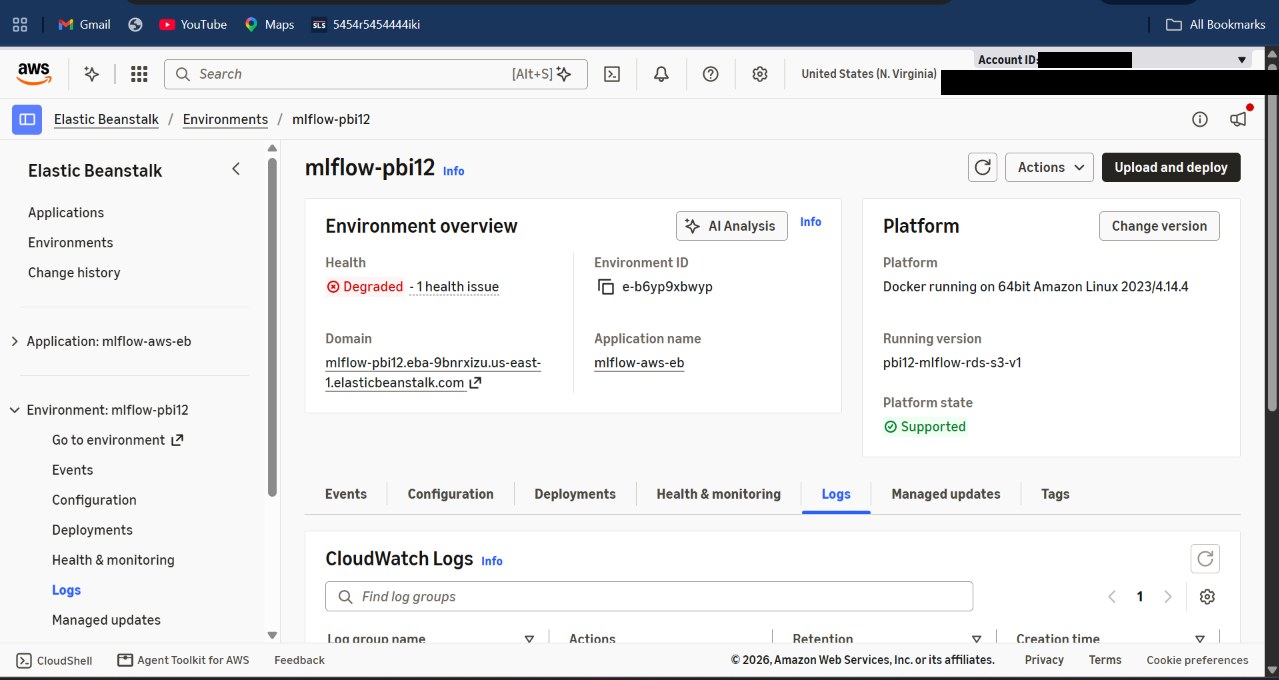 Gmail
YouTube
Maps
SLS 5454r5454444iki
All Bookmarks
aws
Search
[Alt+S]
United States (N. Virginia)
Account ID:
Elastic Beanstalk / Environments / mlflow-pbi12
Elastic Beanstalk
Applications
Environments
Change history
Application: mlflow-aws-eb
Environment: mlflow-pbi12
Go to environment
Events
Configuration
Deployments
Health & monitoring
Logs
Managed updates
mlflow-pbi12 Info
Actions
Upload and deploy
Environment overview
AI Analysis
Info
Health
Degraded - 1 health issue
Environment ID
e-b6yp9xbwyp
Domain
mlflow-pbi12.eba-9bnrxizu.us-east-
1.elasticbeanstalk.com
Application name
mlflow-aws-eb
Platform
Change version
Platform
Docker running on 64bit Amazon Linux 2023/4.14.4
Running version
pbi12-mlflow-rds-s3-v1
Platform state
Supported
Events Configuration Deployments Health & monitoring Logs Managed updates Tags
CloudWatch Logs Info
Find log groups
1
Log group name Actions Retention Creation time
CloudShell
Agent Toolkit for AWS
Feedback
© 2026, Amazon Web Services, Inc. or its affiliates.
Privacy
Terms
Cookie preferences